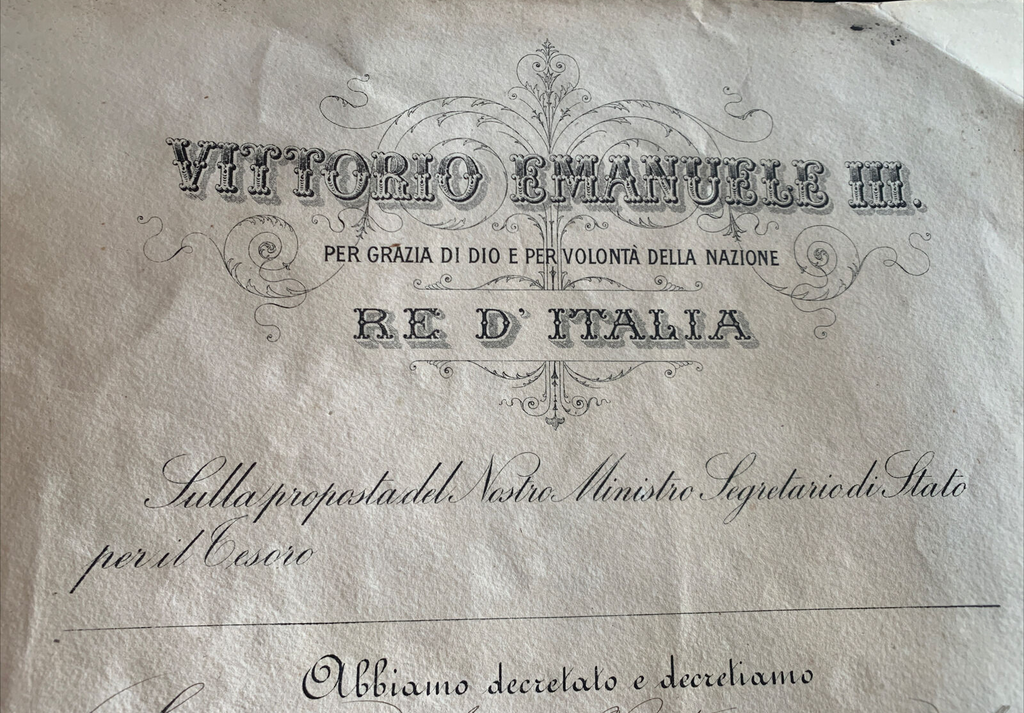 VITTORIO EMANUELE III.
PER GRAZIA DI DIO E PER VOLONTÀ DELLA NAZIONE
RE D' ITALIA
Sulla proposta del Nostro Ministro Segretario di Stato
per il Tesoro
Abbiamo decretato e decretiamo